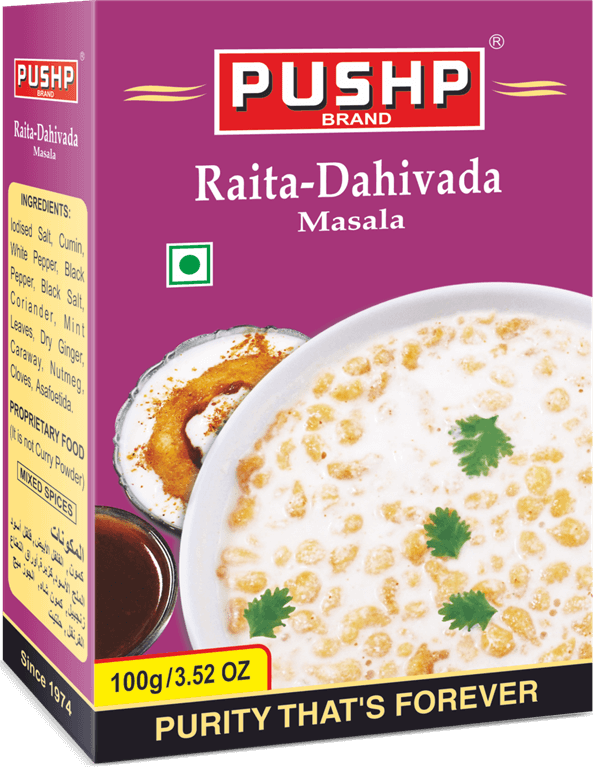 PUSHP
BRAND
®
Raita-Dahivada
Masala
INGREDIENTS:
Iodised Salt, Cumin,
White Pepper, Black
Pepper, Black Salt,
Coriander, Mint
Leaves, Dry Ginger,
Caraway, Nutmeg,
Cloves, Asafoetida.
PROPRIETARY FOOD
(It is not Curry Powder)
MIXED SPICES
المكونات
Since 1974
PUSHP
BRAND
®
Raita-Dahivada
Masala
100g/3.52 OZ
PURITY THAT'S FOREVER